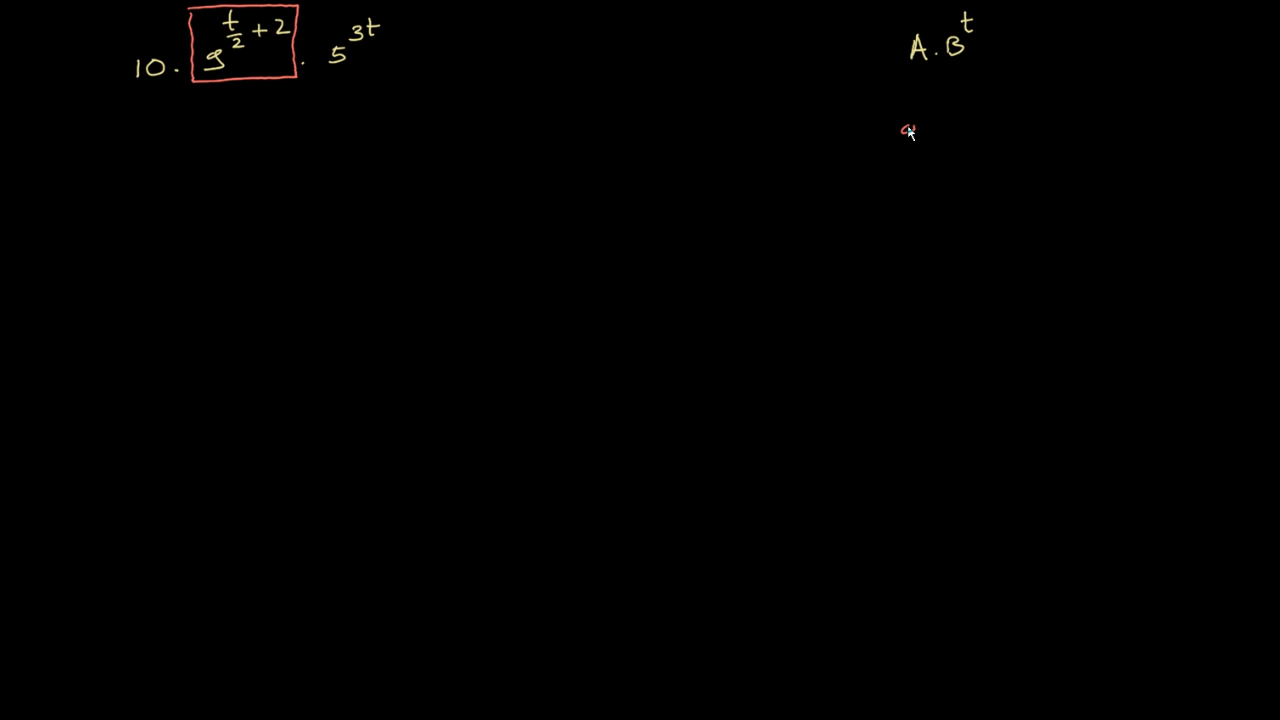 10 · 9^{t/2 + 2} · 5^{3t}
A · B^t
a